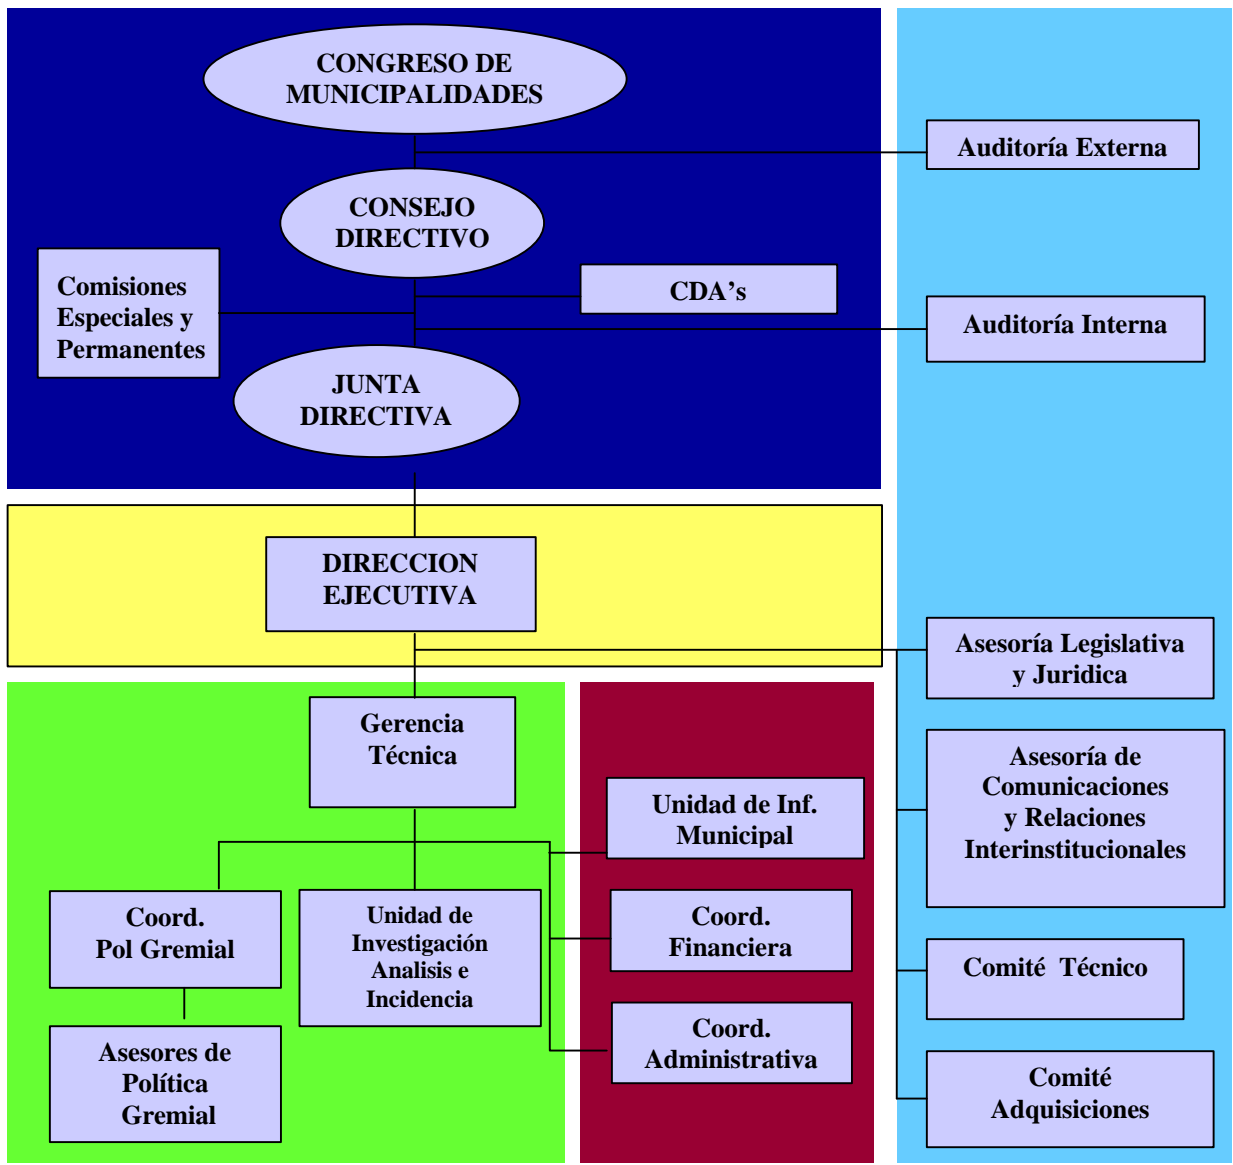 CONGRESO DE
MUNICIPALIDADES
Auditoría Externa
CONSEJO
DIRECTIVO
Comisiones
Especiales y
Permanentes
CDA's
Auditoría Interna
JUNTA
DIRECTIVA
DIRECCION
EJECUTIVA
Asesoría Legislativa
y Juridica
Gerencia
Técnica
Asesoría de
Comunicaciones
y Relaciones
Interinstitucionales
Unidad de Inf.
Municipal
Coord.
Pol Gremial
Unidad de
Investigación
Analisis e
Incidencia
Coord.
Financiera
Comité Técnico
Asesores de
Política
Gremial
Coord.
Administrativa
Comité
Adquisiciones